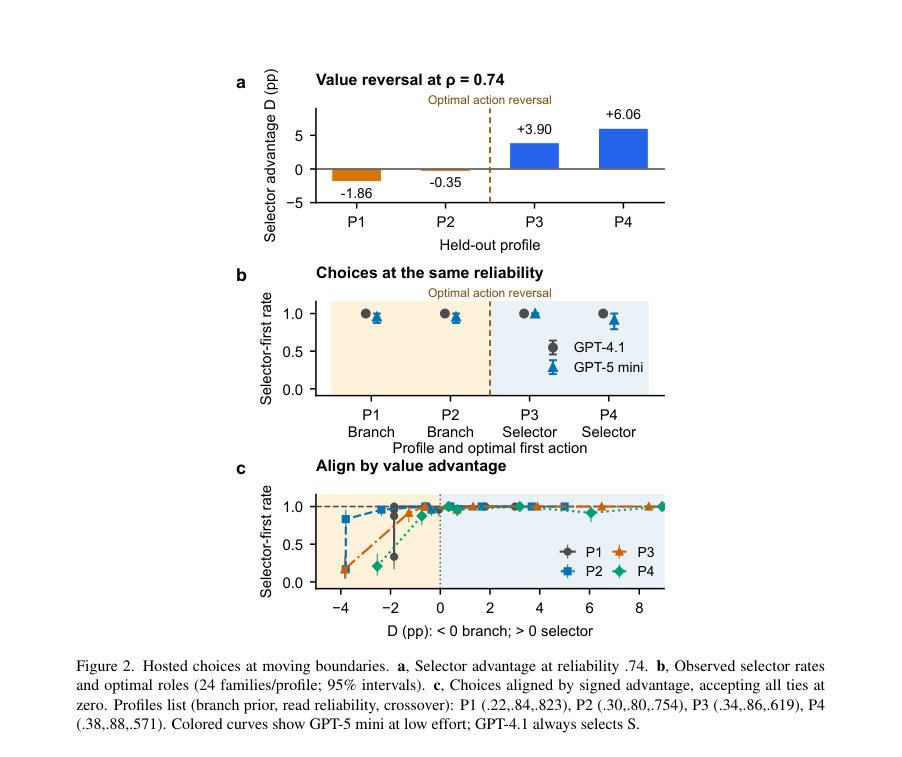 a
Value reversal at ρ = 0.74
Optimal action reversal
Selector advantage D (pp)
5
0
−5
-1.86
-0.35
+3.90
+6.06
P1 P2 P3 P4
Held-out profile
b
Choices at the same reliability
Optimal action reversal
Selector-first rate
1.0
0.5
0.0
GPT-4.1
GPT-5 mini
P1 P2 P3 P4
Branch Branch Selector Selector
Profile and optimal first action
c
Align by value advantage
Selector-first rate
1.0
0.5
0.0
P1 P3
P2 P4
−4 −2 0 2 4 6 8
D (pp): < 0 branch; > 0 selector
Figure 2. Hosted choices at moving boundaries. a, Selector advantage at reliability .74. b, Observed selector rates
and optimal roles (24 families/profile; 95% intervals). c, Choices aligned by signed advantage, accepting all ties at
zero. Profiles list (branch prior, read reliability, crossover): P1 (.22,.84,.823), P2 (.30,.80,.754), P3 (.34,.86,.619), P4
(.38,.88,.571). Colored curves show GPT-5 mini at low effort; GPT-4.1 always selects S.